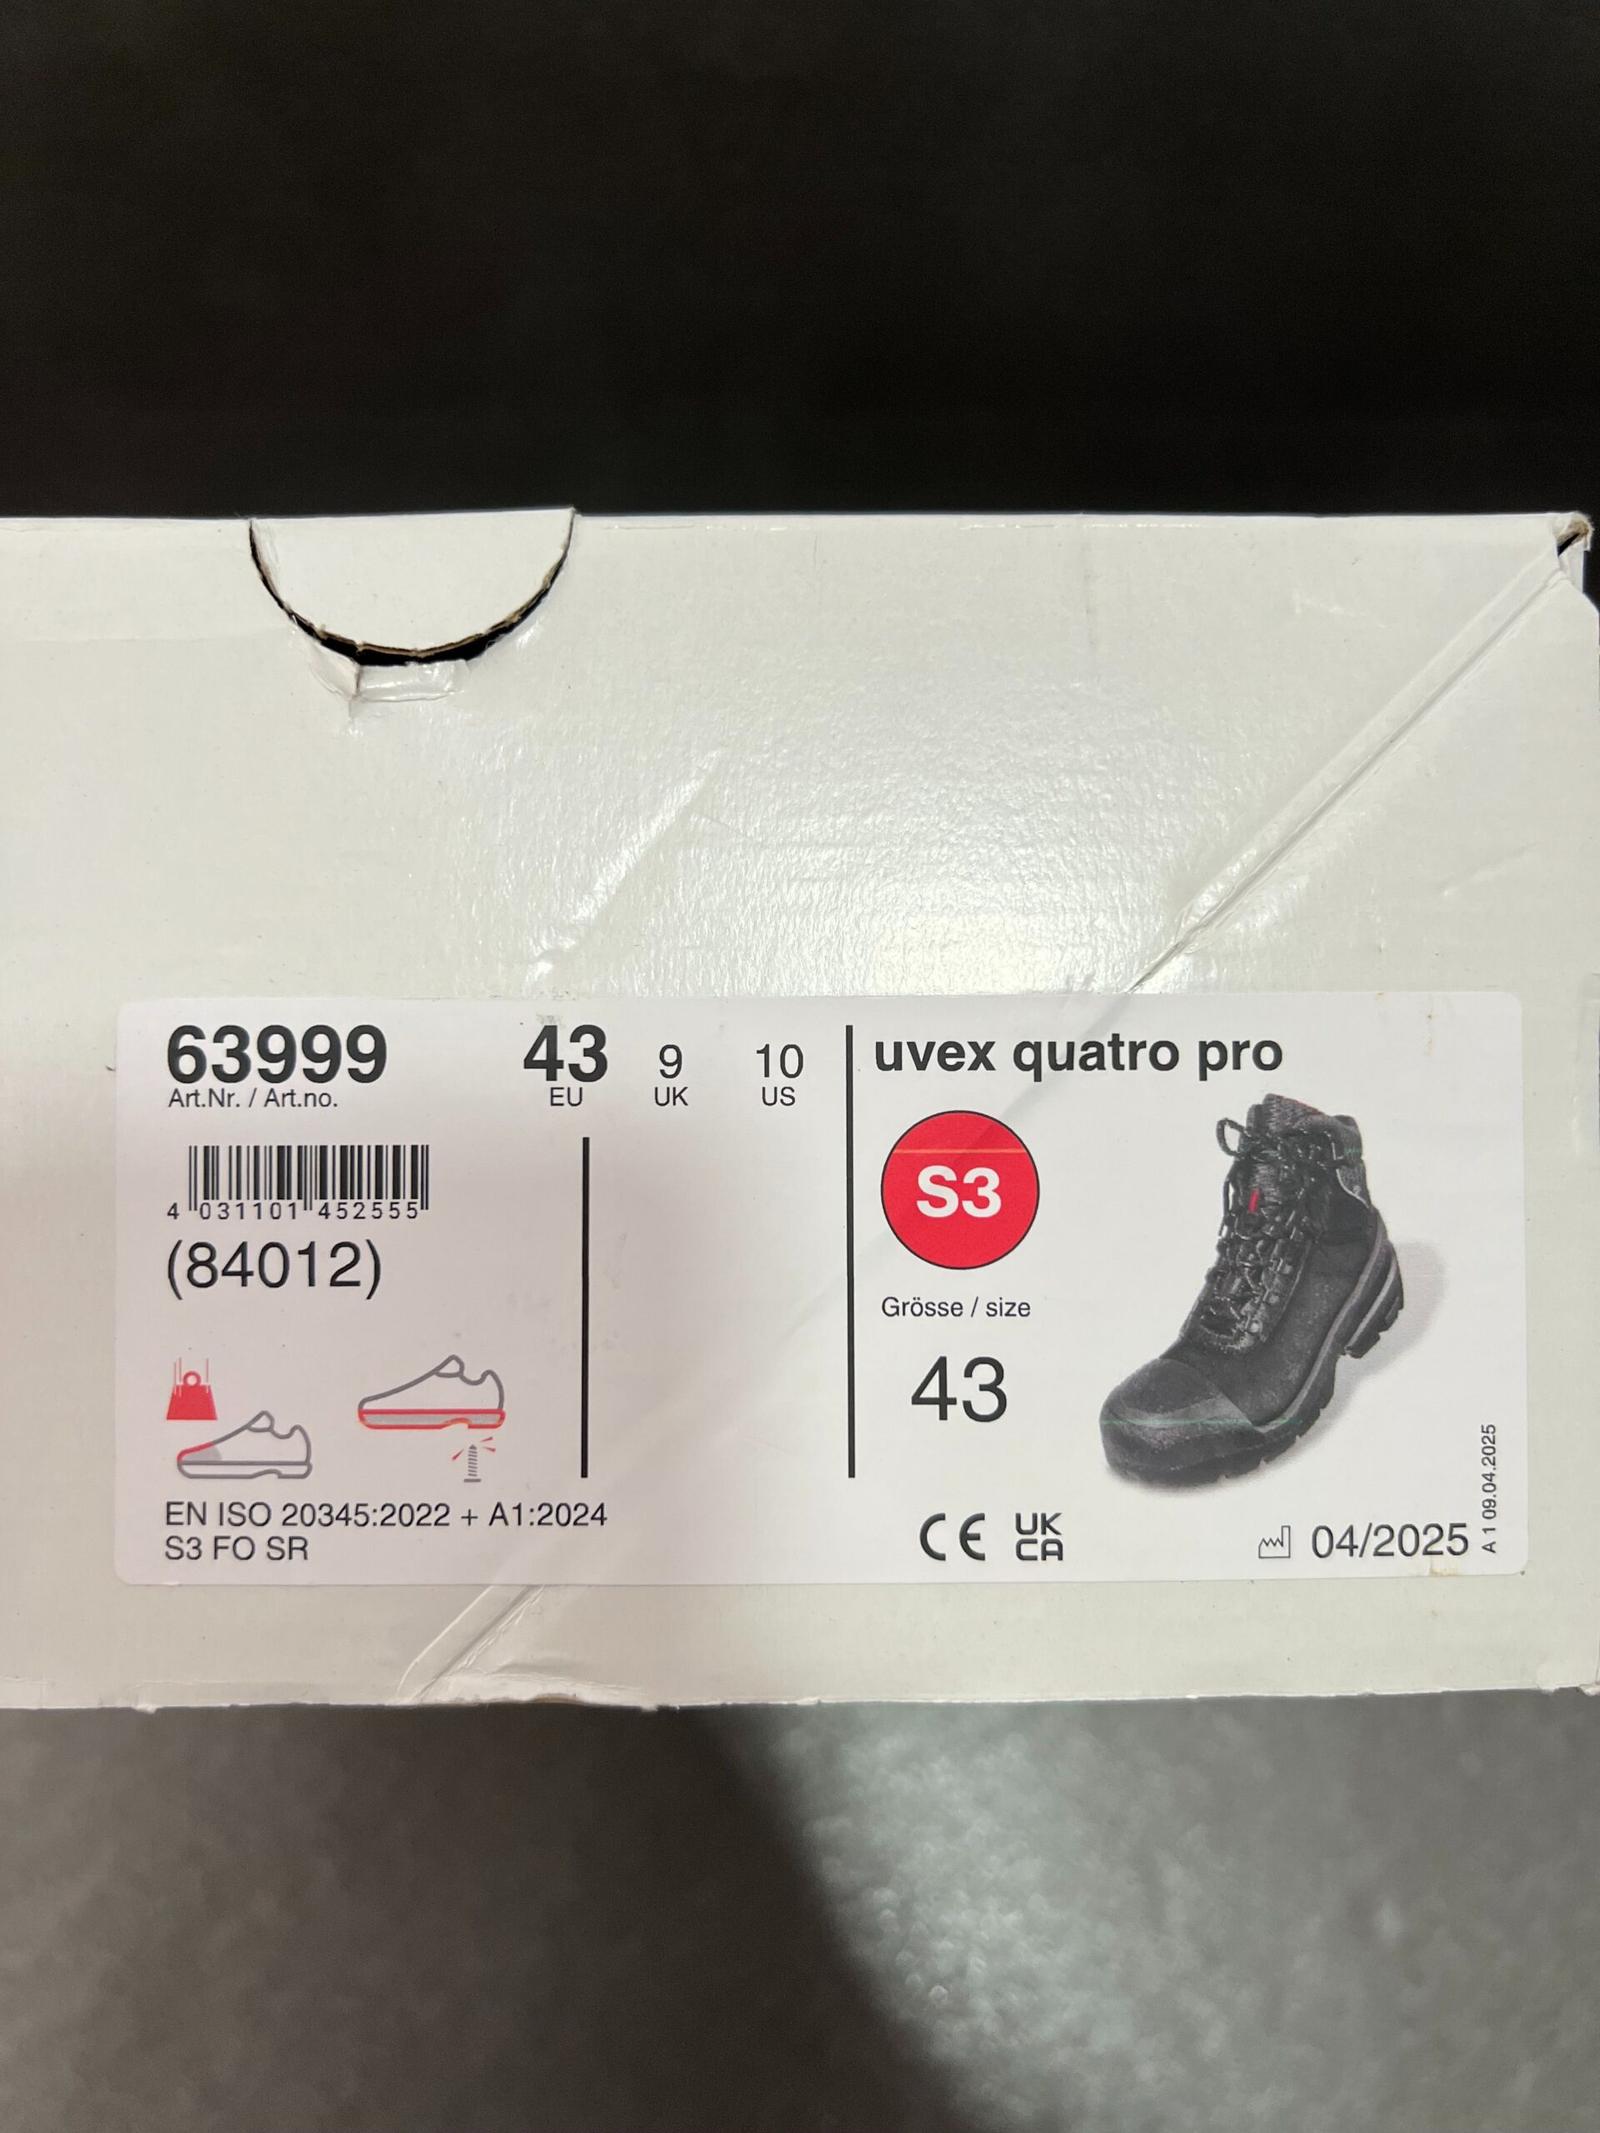 63999
Art.Nr. / Art.no.
43
EU
9
UK
10
US
4 031101 452555
(84012)
EN ISO 20345:2022 + A1:2024
S3 FO SR
uvex quatro pro
S3
Grösse / size
43
CE UK
CA
04/2025
A 1 09.04.2025